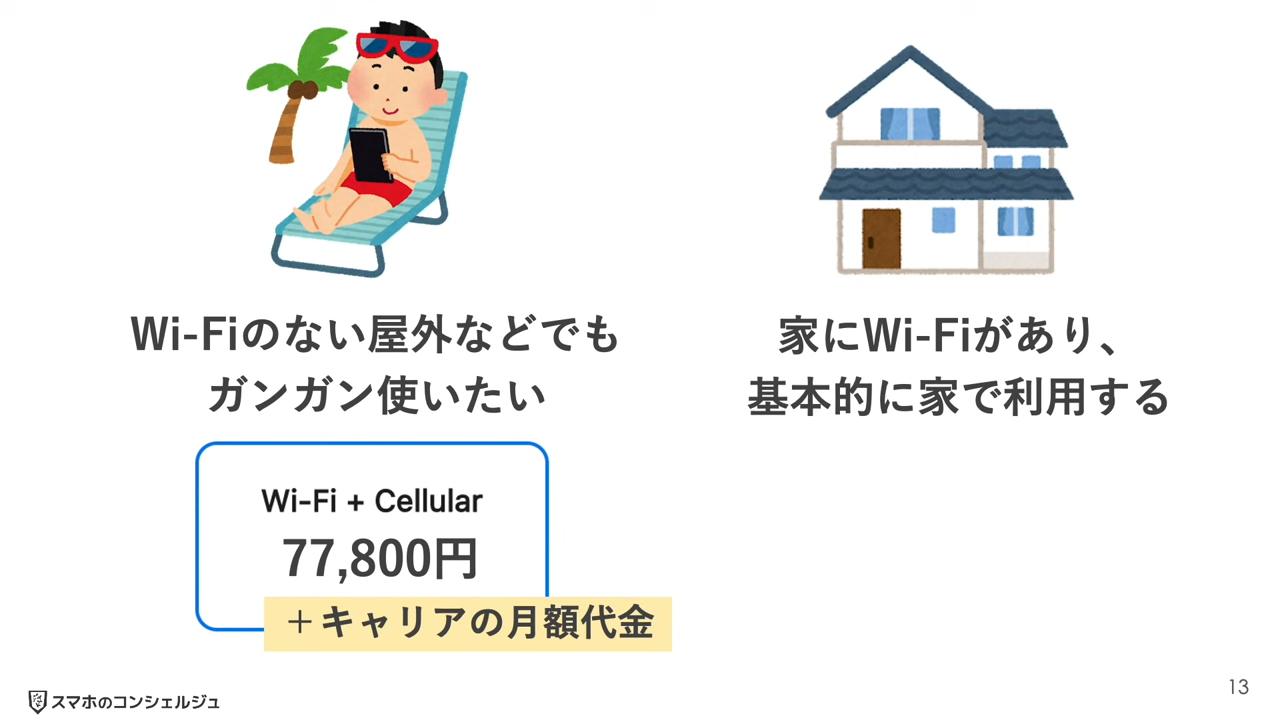 Wi-Fiのない屋外などでも
ガンガン使いたい
Wi-Fi + Cellular
77,800円
＋キャリアの月額代金
家にWi-Fiがあり、
基本的に家で利用する
スマホのコンシェルジュ
13